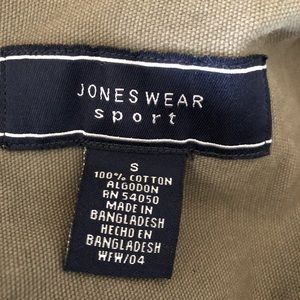 JONES WEAR
sport
S
100% COTTON
ALGODON
RN 54050
MADE IN
BANGLADESH
HECHO EN
BANGLADESH
WFW/04